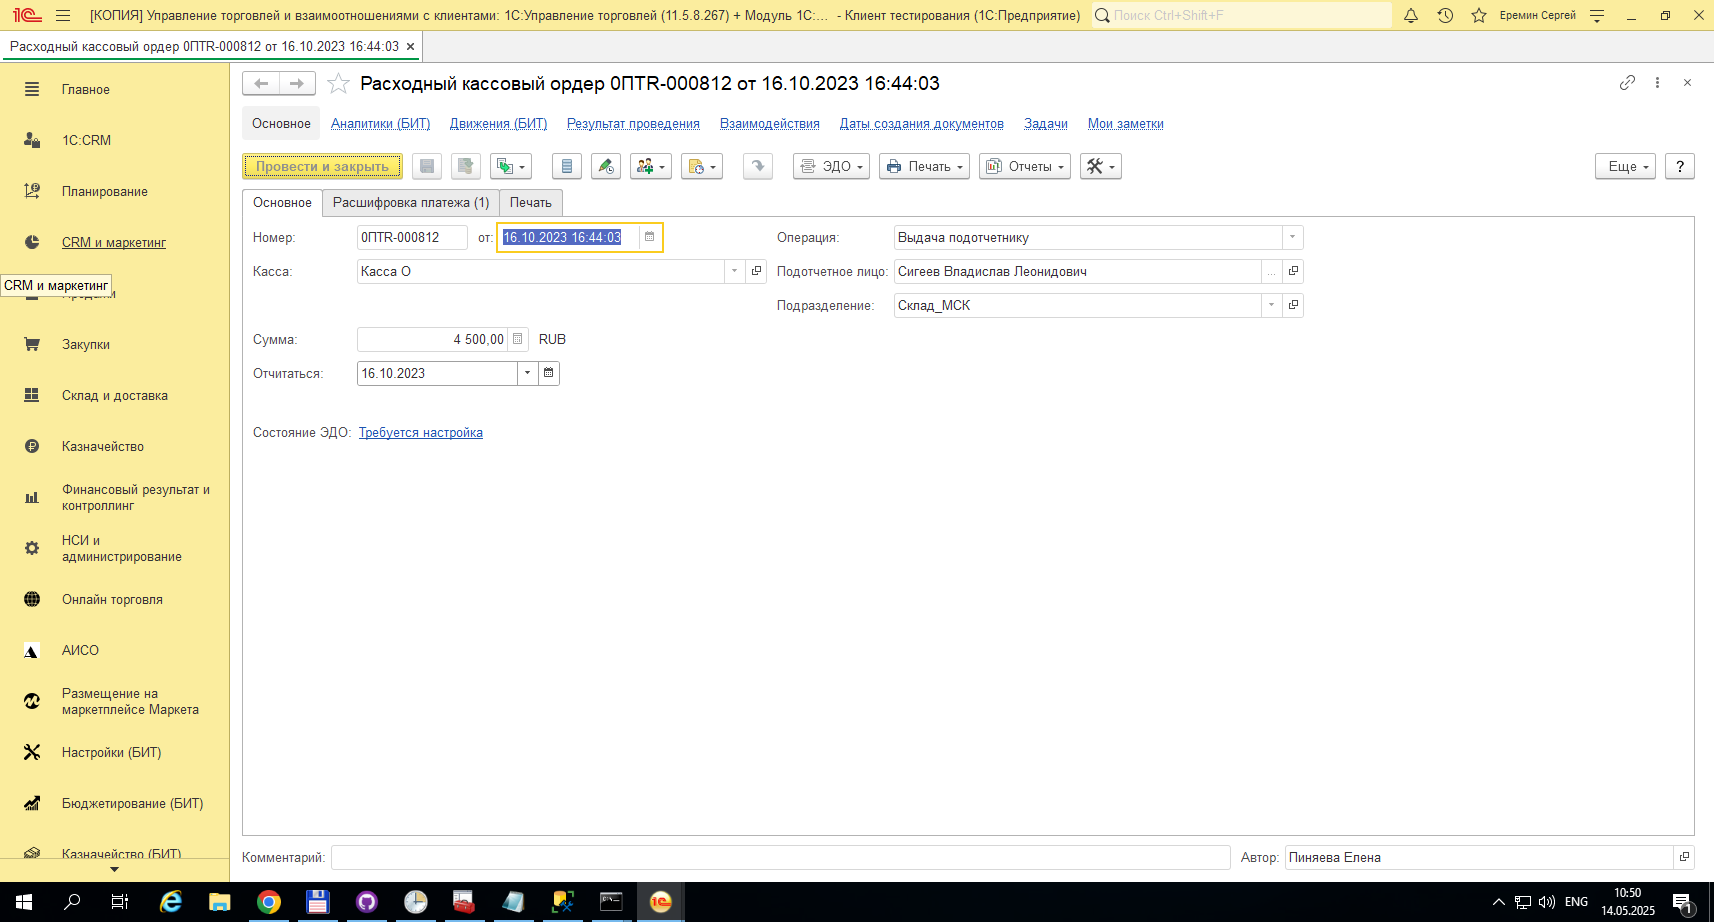 [КОПИЯ] Управление торговлей и взаимоотношениями с клиентами: 1С:Управление торговлей (11.5.8.267) + Модуль 1С:... - Клиент тестирования (1С:Предприятие)
Поиск Ctrl+Shift+F
Еремин Сергей
Расходный кассовый ордер 0ПTR-000812 от 16.10.2023 16:44:03
Главное
1С:CRM
Планирование
CRM и маркетинг
CRM и маркетинг
Закупки
Склад и доставка
Казначейство
Финансовый результат и
контроллинг
НСИ и
администрирование
Онлайн торговля
АИСО
Размещение на
маркетплейсе Маркета
Настройки (БИТ)
Бюджетирование (БИТ)
Казначейство (БИТ)
Расходный кассовый ордер 0ПTR-000812 от 16.10.2023 16:44:03
Основное Аналитики (БИТ) Движения (БИТ) Результат проведения Взаимодействия Даты создания документов Задачи Мои заметки
Провести и закрыть ЭДО Печать Отчеты Еще ?
Основное Расшифровка платежа (1) Печать
Номер: 0ПTR-000812 от: 16.10.2023 16:44:03 Операция: Выдача подотчетнику
Касса: Касса О Подотчетное лицо: Сигеев Владислав Леонидович
Подразделение: Склад_МСК
Сумма: 4 500,00 RUB
Отчитаться: 16.10.2023
Состояние ЭДО: Требуется настройка
Комментарий: Автор: Пиняева Елена
ENG
10:50
14.05.2025
1